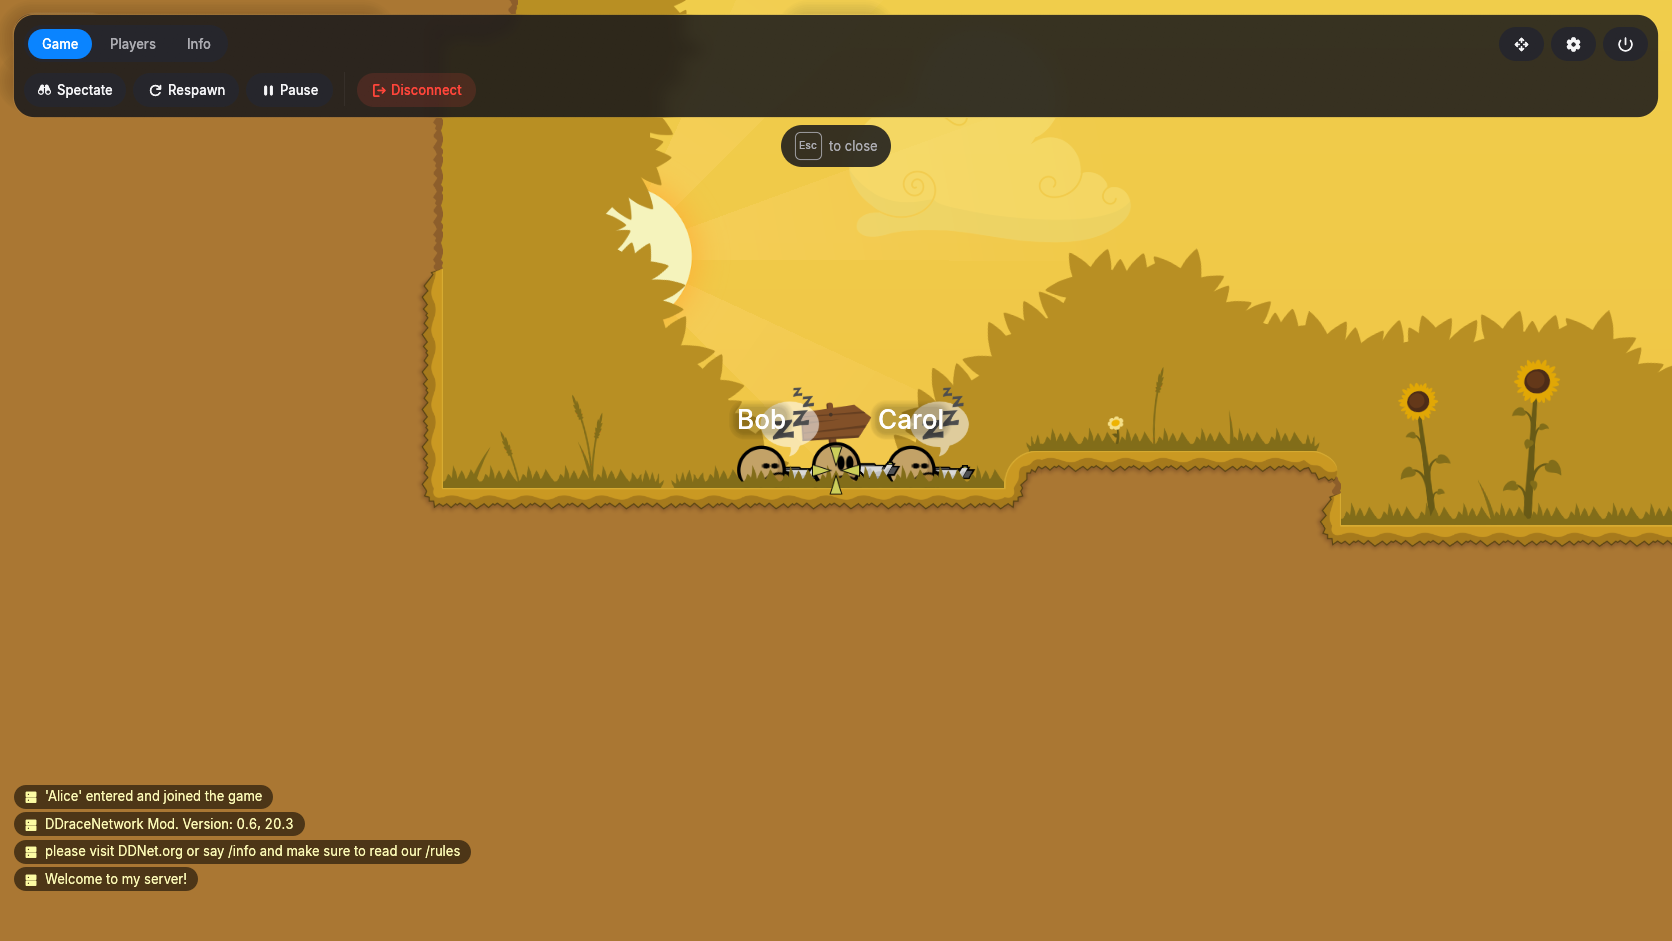 Game Players Info
Spectate Respawn Pause Disconnect
Esc to close
z z z z z z
Bob Carol
'Alice' entered and joined the game
DDraceNetwork Mod. Version: 0.6, 20.3
please visit DDNet.org or say /info and make sure to read our /rules
Welcome to my server!